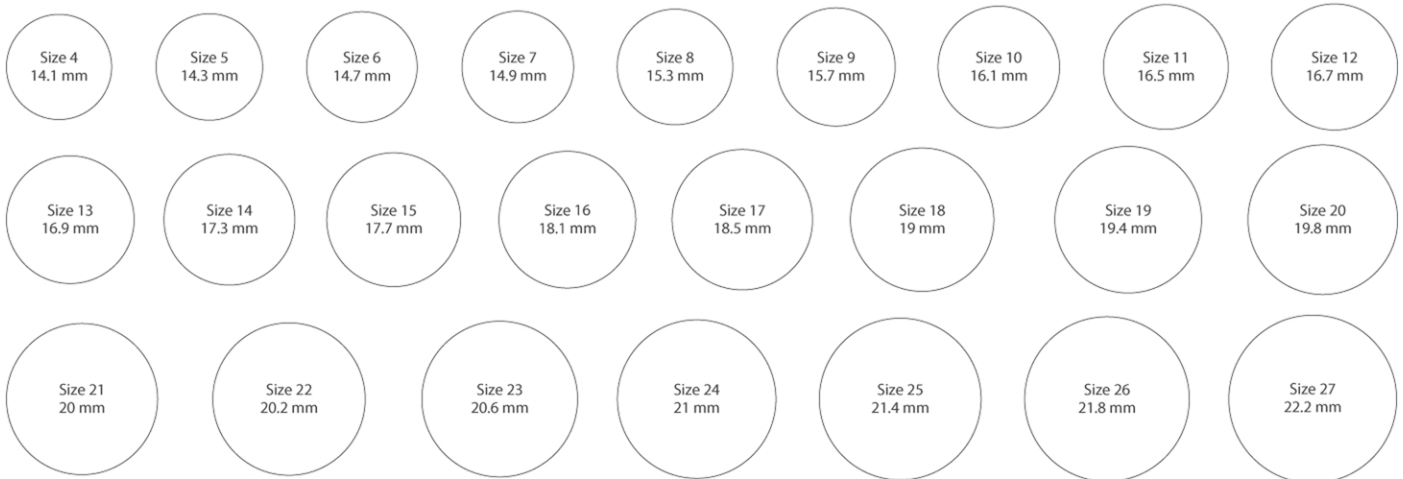 Size 4
14.1 mm
Size 5
14.3 mm
Size 6
14.7 mm
Size 7
14.9 mm
Size 8
15.3 mm
Size 9
15.7 mm
Size 10
16.1 mm
Size 11
16.5 mm
Size 12
16.7 mm
Size 13
16.9 mm
Size 14
17.3 mm
Size 15
17.7 mm
Size 16
18.1 mm
Size 17
18.5 mm
Size 18
19 mm
Size 19
19.4 mm
Size 20
19.8 mm
Size 21
20 mm
Size 22
20.2 mm
Size 23
20.6 mm
Size 24
21 mm
Size 25
21.4 mm
Size 26
21.8 mm
Size 27
22.2 mm